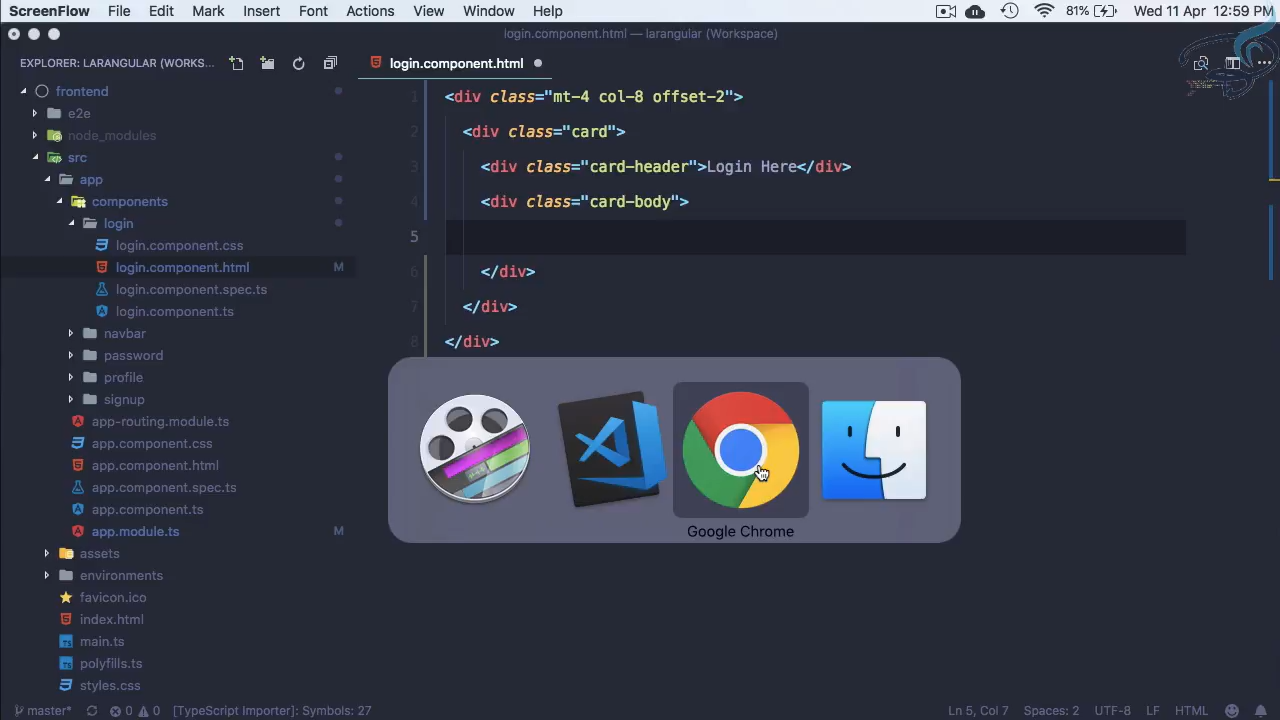 ScreenFlow File Edit Mark Insert Font Actions View Window Help 81% Wed 11 Apr 12:59 PM
login.component.html — larangular (Workspace)
EXPLORER: LARANGULAR (WORKS...
login.component.html
frontend
e2e
node_modules
src
app
components
login
login.component.css
login.component.html M
login.component.spec.ts
login.component.ts
navbar
password
profile
signup
app-routing.module.ts
app.component.css
app.component.html
app.component.spec.ts
app.component.ts
app.module.ts M
assets
environments
favicon.ico
index.html
main.ts
polyfills.ts
styles.css
1 <div class="mt-4 col-8 offset-2">
2 <div class="card">
3 <div class="card-header">Login Here</div>
4 <div class="card-body">
5
6 </div>
7 </div>
8 </div>
Google Chrome
master* 0 0 [TypeScript Importer]: Symbols: 27 Ln 5, Col 7 Spaces: 2 UTF-8 LF HTML